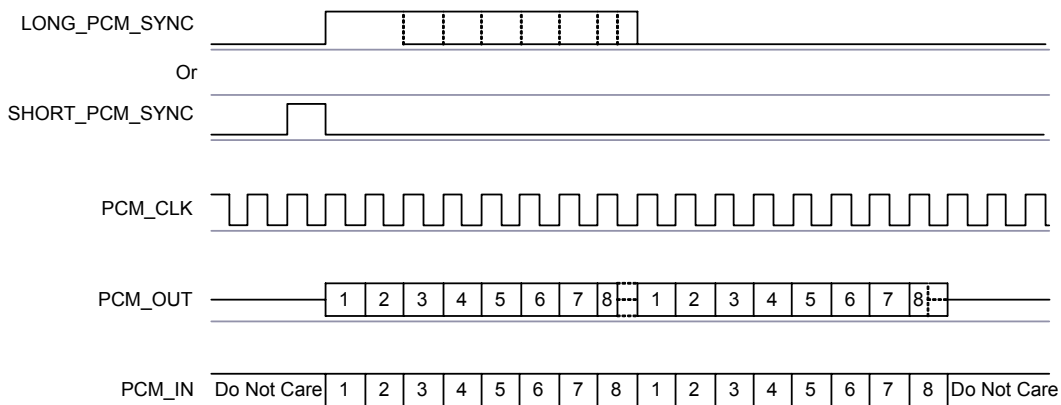 LONG_PCM_SYNC
Or
SHORT_PCM_SYNC
PCM_CLK
PCM_OUT 1 2 3 4 5 6 7 8 1 2 3 4 5 6 7 8
PCM_IN Do Not Care 1 2 3 4 5 6 7 8 1 2 3 4 5 6 7 8 Do Not Care